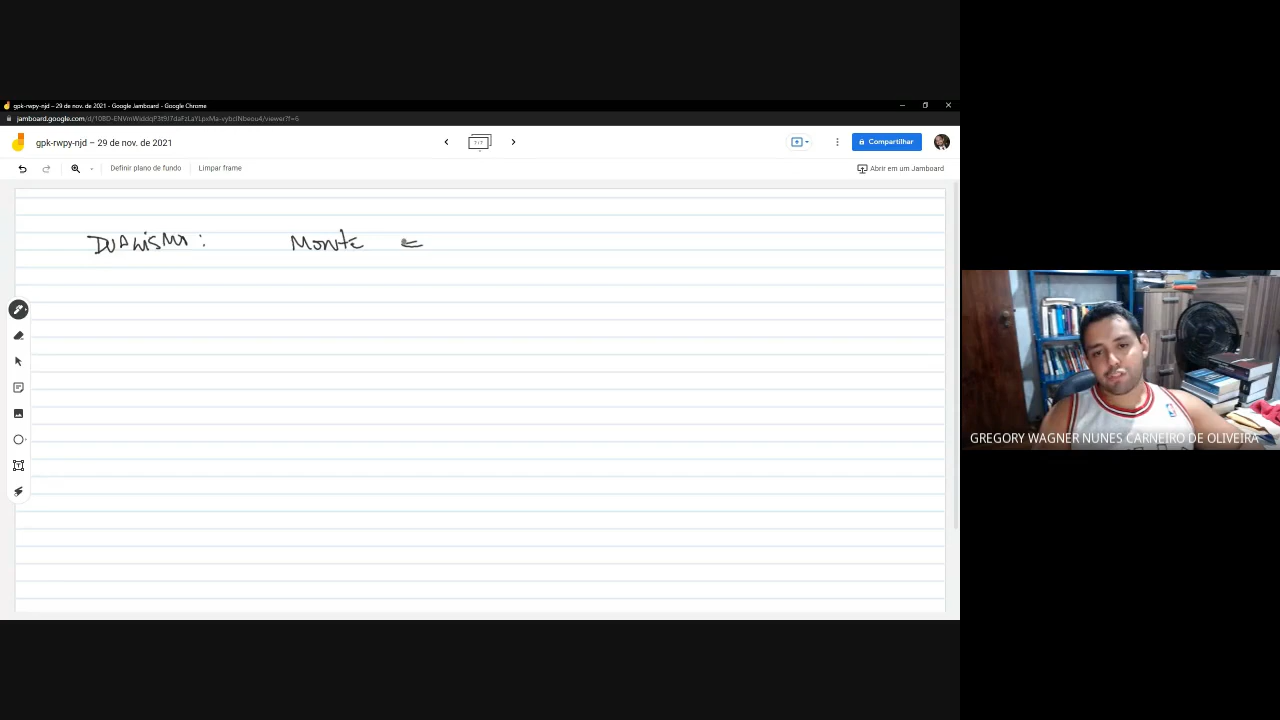 gpk-rwpy-njd – 29 de nov. de 2021 - Google Jamboard - Google Chrome
gpk-rwpy-njd – 29 de nov. de 2021
7/7
Compartilhar
Definir plano de fundo
Limpar frame
Abrir em um Jamboard
DUALISMO: Monte e
GREGORY WAGNER NUNES CARNEIRO DE OLIVEIRA